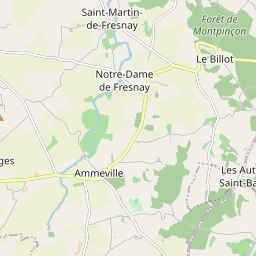 Saint-Martin-
de-Fresnay
Forêt de
Montpinçon
Le Billot
Notre-Dame
de Fresnay
ges
Ammeville
Les Aut
Saint-Ba